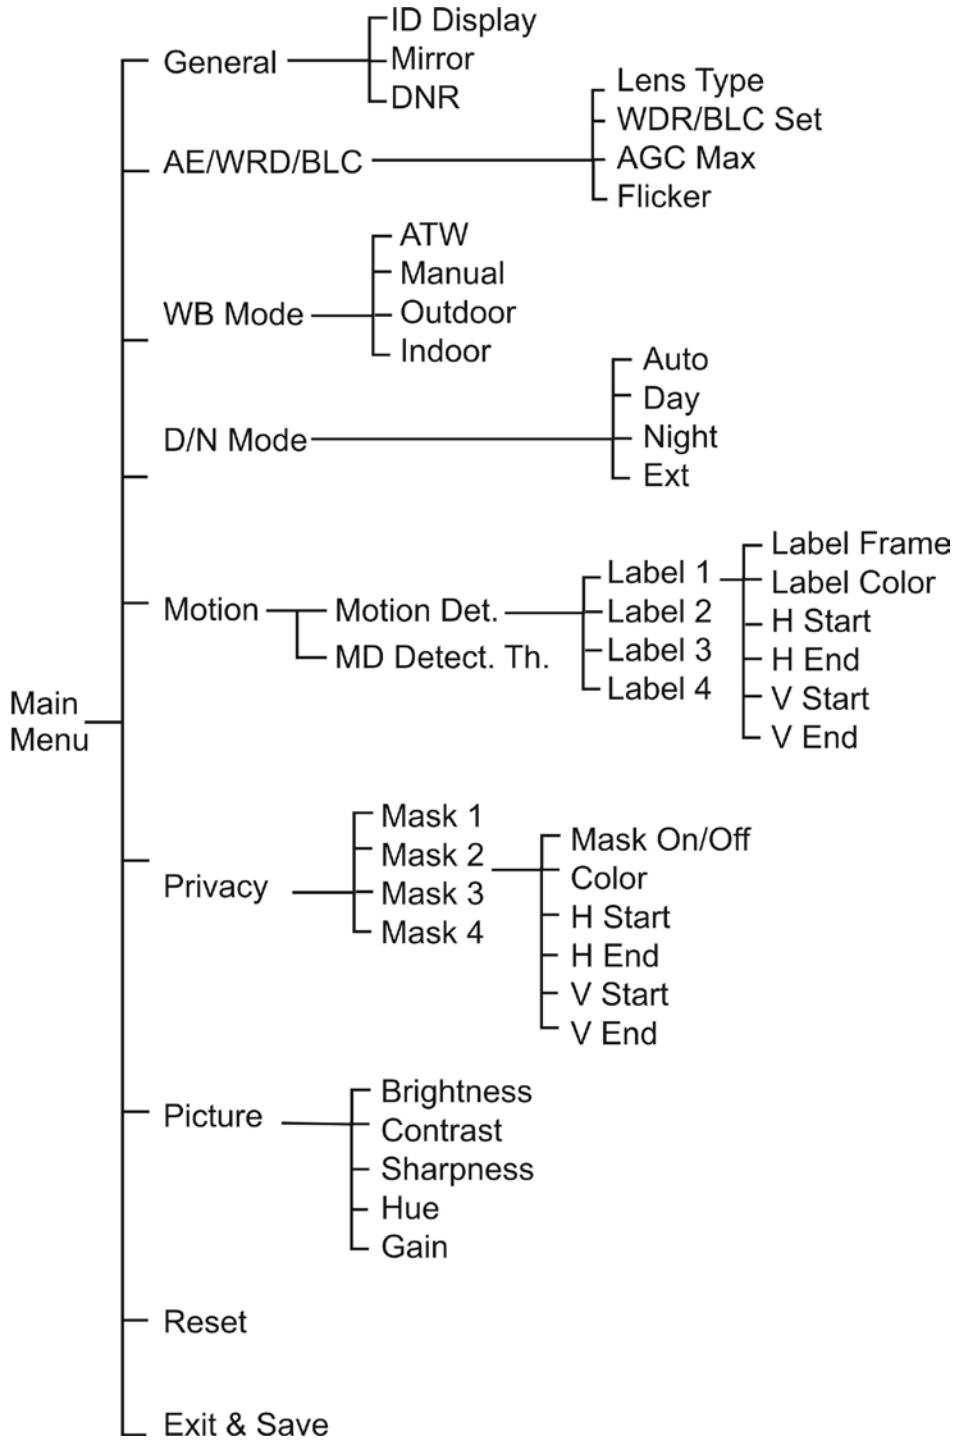 Main
Menu
General
ID Display
Mirror
DNR
AE/WRD/BLC
Lens Type
WDR/BLC Set
AGC Max
Flicker
WB Mode
ATW
Manual
Outdoor
Indoor
D/N Mode
Auto
Day
Night
Ext
Motion
Motion Det.
MD Detect. Th.
Label 1
Label 2
Label 3
Label 4
Label Frame
Label Color
H Start
H End
V Start
V End
Privacy
Mask 1
Mask 2
Mask 3
Mask 4
Mask On/Off
Color
H Start
H End
V Start
V End
Picture
Brightness
Contrast
Sharpness
Hue
Gain
Reset
Exit & Save